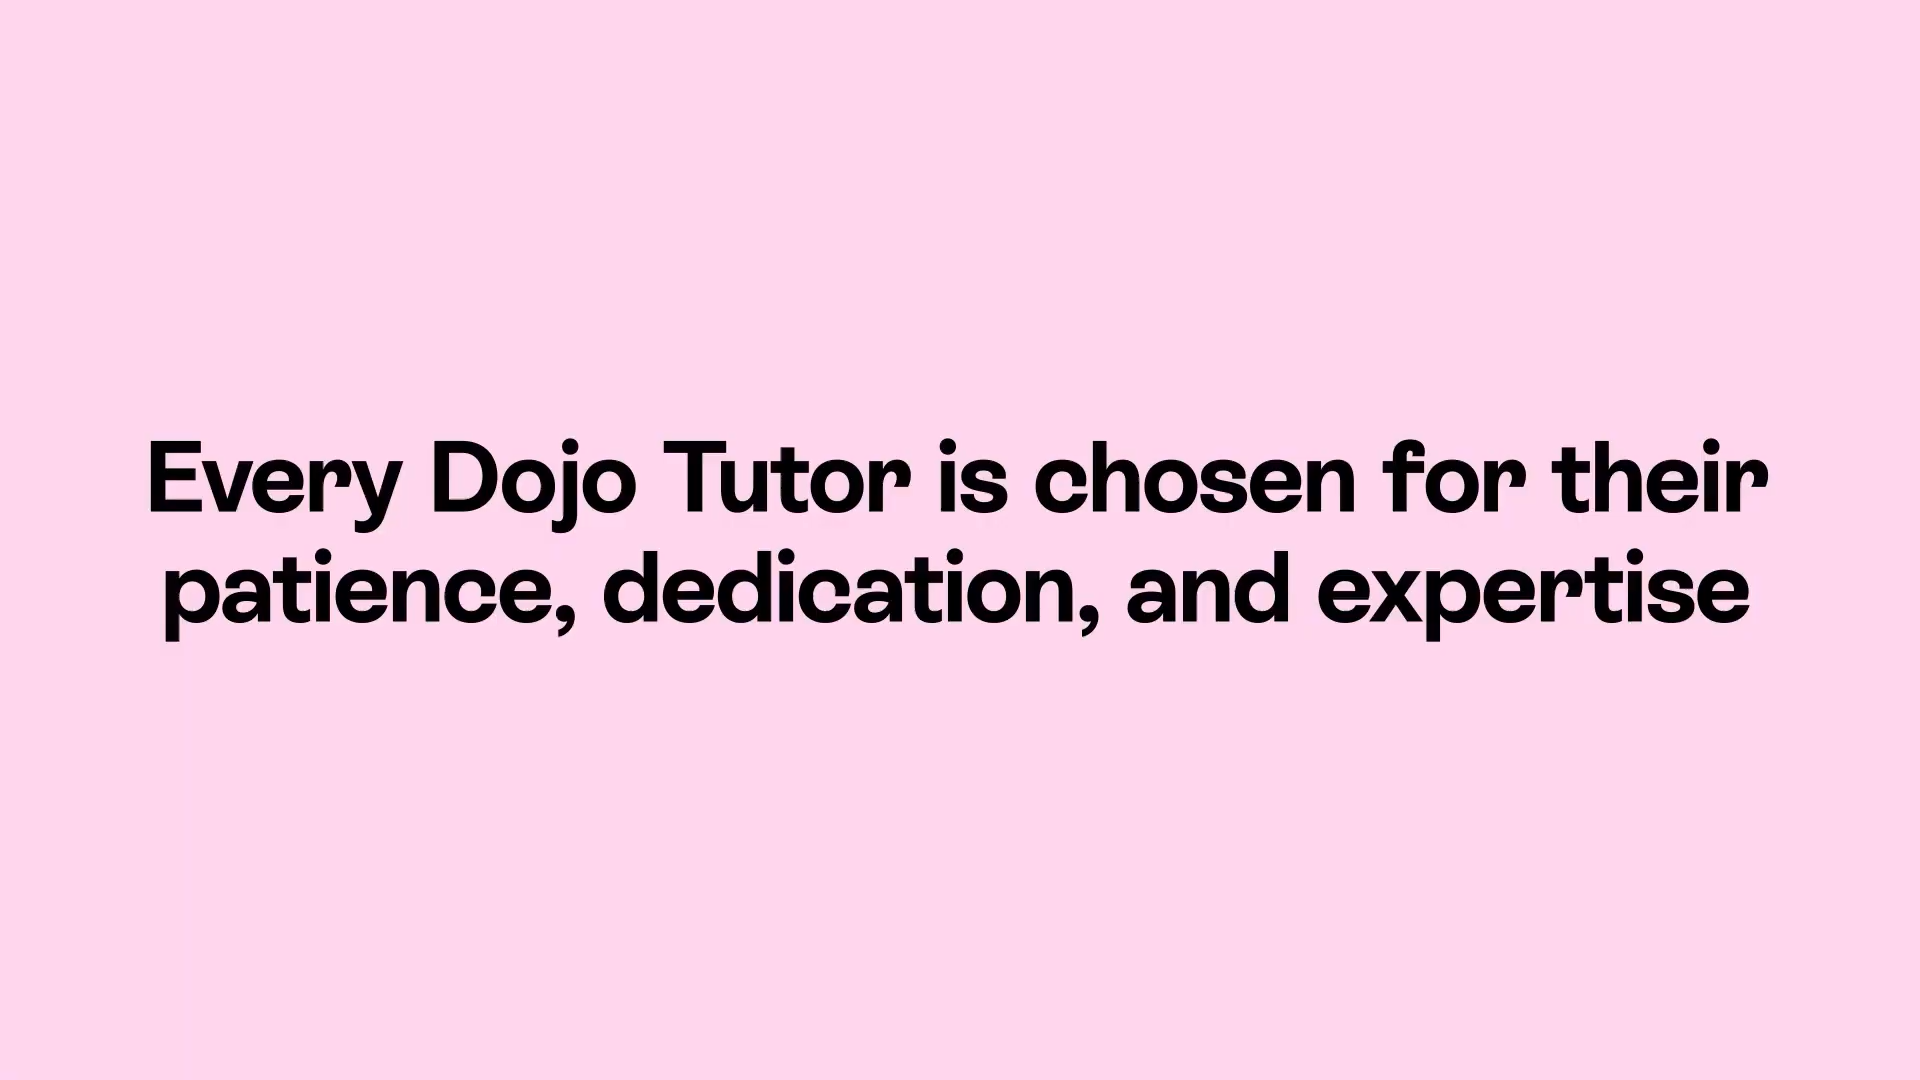 Every Dojo Tutor is chosen for their
patience, dedication, and expertise